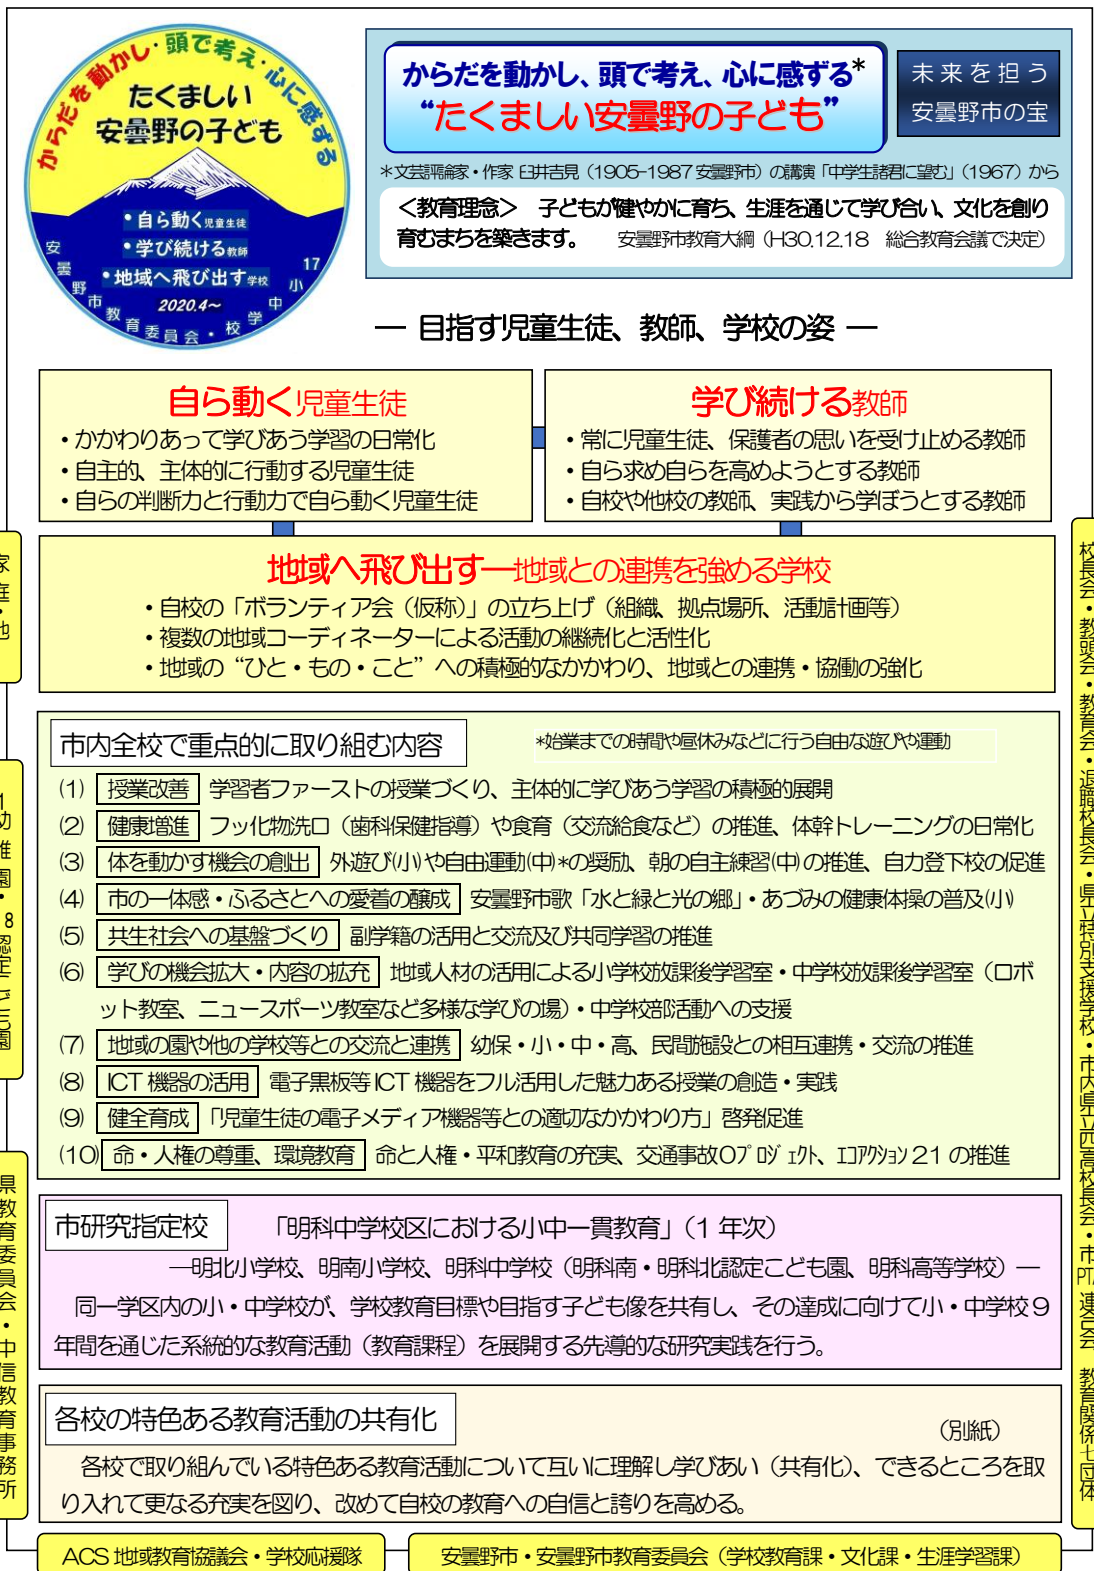 からだを動かし・頭で考え・心に感ずる
たくましい
安曇野の子ども
・自ら動く児童生徒
・学び続ける教師
・地域へ飛び出す学校
2020.4～
安曇野市教育委員会・校学中小17
からだを動かし、頭で考え、心に感ずる*
“たくましい安曇野の子ども”
未来を担う
安曇野市の宝
*文芸評論家・作家 臼井吉見（1905-1987 安曇野市）の講演「中学生諸君に望む」（1967）から
＜教育理念＞　子どもが健やかに育ち、生涯を通じて学び合い、文化を創り
育むまちを築きます。　安曇野市教育大綱（H30.12.18　総合教育会議で決定）
― 目指す児童生徒、教師、学校の姿 ―
自ら動く児童生徒
・かかわりあって学びあう学習の日常化
・自主的、主体的に行動する児童生徒
・自らの判断力と行動力で自ら動く児童生徒
学び続ける教師
・常に児童生徒、保護者の思いを受け止める教師
・自ら求め自らを高めようとする教師
・自校や他校の教師、実践から学ぼうとする教師
地域へ飛び出す―地域との連携を強める学校
・自校の「ボランティア会（仮称）」の立ち上げ（組織、拠点場所、活動計画等）
・複数の地域コーディネーターによる活動の継続化と活性化
・地域の“ひと・もの・こと”への積極的なかかわり、地域との連携・協働の強化
市内全校で重点的に取り組む内容
*始業までの時間や昼休みなどに行う自由な遊びや運動
(1) 授業改善 学習者ファーストの授業づくり、主体的に学びあう学習の積極的展開
(2) 健康増進 フッ化物洗口（歯科保健指導）や食育（交流給食など）の推進、体幹トレーニングの日常化
(3) 体を動かす機会の創出 外遊び(小)や自由運動(中)*の奨励、朝の自主練習(中)の推進、自力登下校の促進
(4) 市の一体感・ふるさとへの愛着の醸成 安曇野市歌「水と緑と光の郷」・あづみの健康体操の普及(小)
(5) 共生社会への基盤づくり 副学籍の活用と交流及び共同学習の推進
(6) 学びの機会拡大・内容の拡充 地域人材の活用による小学校放課後学習室・中学校放課後学習室（ロボ
ット教室、ニュースポーツ教室など多様な学びの場）・中学校部活動への支援
(7) 地域の園や他の学校等との交流と連携 幼保・小・中・高、民間施設との相互連携・交流の推進
(8) ICT 機器の活用 電子黒板等 ICT 機器をフル活用した魅力ある授業の創造・実践
(9) 健全育成 「児童生徒の電子メディア機器等との適切なかかわり方」啓発促進
(10) 命・人権の尊重、環境教育 命と人権・平和教育の充実、交通事故0ﾌﾟﾛｼﾞｪｸﾄ、ｴｺｱｸｼｮﾝ 21 の推進
市研究指定校 「明科中学校区における小中一貫教育」（1 年次）
―明北小学校、明南小学校、明科中学校（明科南・明科北認定こども園、明科高等学校）―
同一学区内の小・中学校が、学校教育目標や目指す子ども像を共有し、その達成に向けて小・中学校9
年間を通じた系統的な教育活動（教育課程）を展開する先導的な研究実践を行う。
各校の特色ある教育活動の共有化
（別紙）
各校で取り組んでいる特色ある教育活動について互いに理解し学びあい（共有化）、できるところを取
り入れて更なる充実を図り、改めて自校の教育への自信と誇りを高める。
家庭・地
1幼稚園・18認定こども園
県教育委員会・中信教育事務所
校長会・教頭会・教育会・退職校長会・県立特別支援学校・市内県立四高校長会・市PTA連合会　教育関係七団体
ACS 地域教育協議会・学校応援隊
安曇野市・安曇野市教育委員会（学校教育課・文化課・生涯学習課）